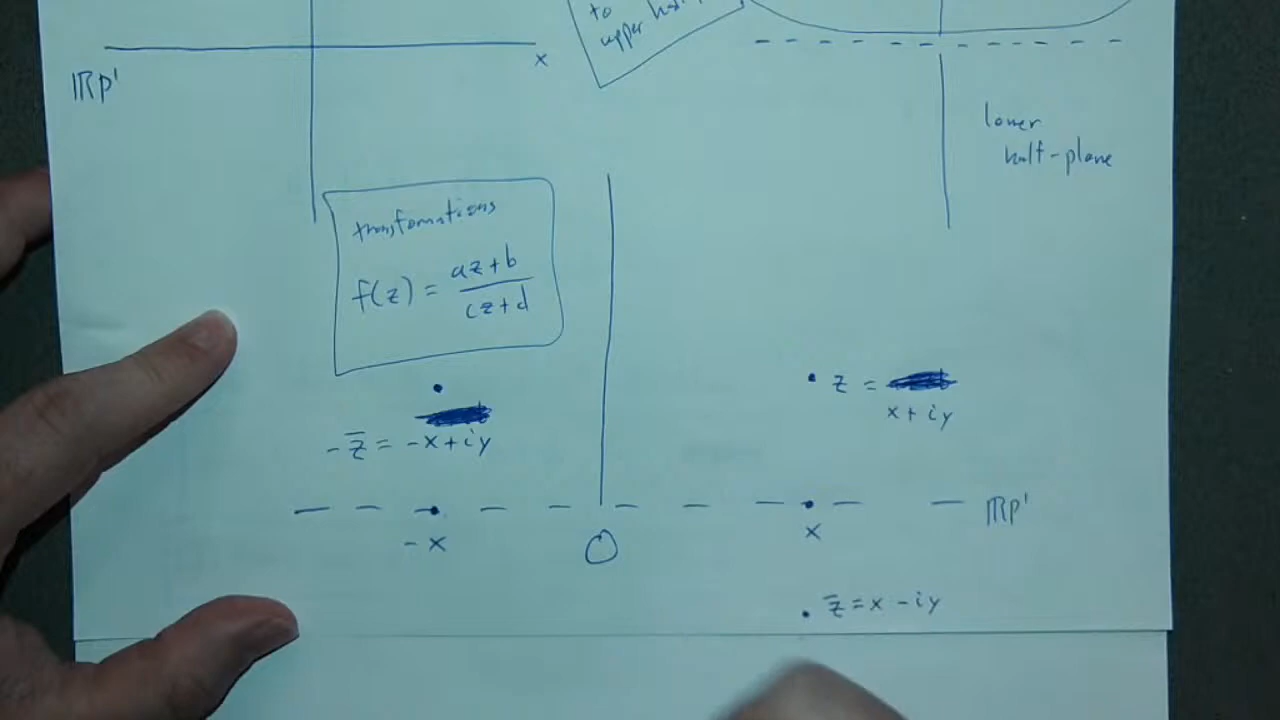 to
upper half
x
ℝP¹
lower
half-plane
transformations
f(z) = az+b / cz+d
z =
x + iy
-z̅ = -x + iy
ℝP¹
-x
0
x
z̅ = x - iy